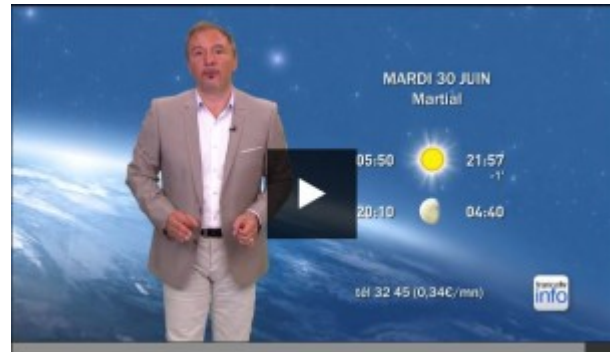 MARDI 30 JUIN
Martial
05:50
21:57
-1'
20:10
04:40
tél 32 45 (0,34€/mn)
francetv
info